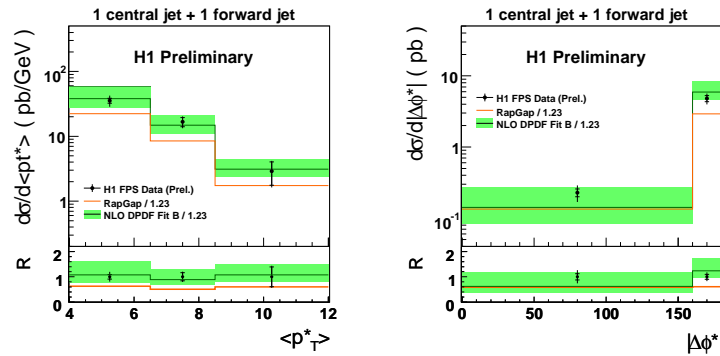 1 central jet + 1 forward jet
H1 Preliminary
dσ/d<pt*> ( pb/GeV )
10²
10
1
H1 FPS Data (Prel.)
RapGap / 1.23
NLO DPDF Fit B / 1.23
R
2
1
0
4 6 8 10 12
<p*T>
1 central jet + 1 forward jet
H1 Preliminary
dσ/d|Δϕ*| ( pb)
10
1
10⁻¹
H1 FPS Data (Prel.)
RapGap / 1.23
NLO DPDF Fit B / 1.23
R
2
1
0
0 50 100 150
|Δϕ*